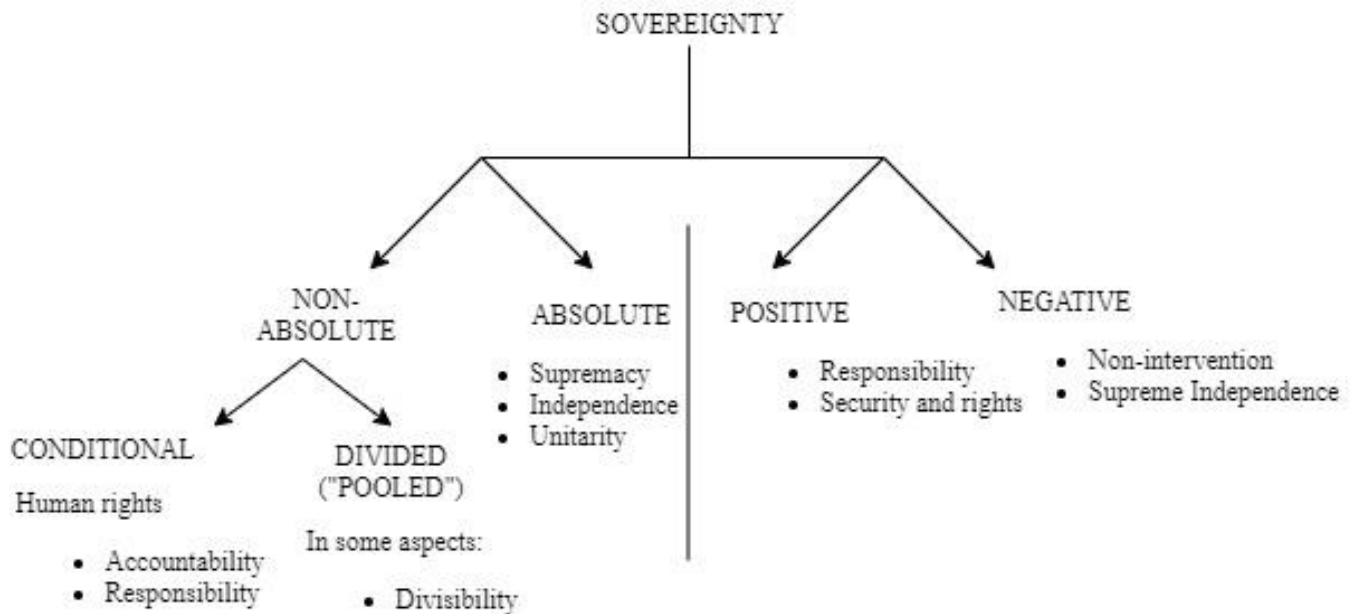 SOVEREIGNTY
NON-
ABSOLUTE
ABSOLUTE
• Supremacy
• Independence
• Unitarity
POSITIVE
• Responsibility
• Security and rights
NEGATIVE
• Non-intervention
• Supreme Independence
CONDITIONAL
Human rights
• Accountability
• Responsibility
DIVIDED
("POOLED")
In some aspects:
• Divisibility